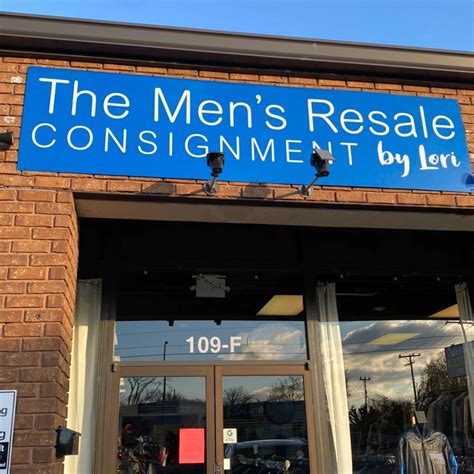 The Men's Resale
CONSIGNMENT by Lori
109-F